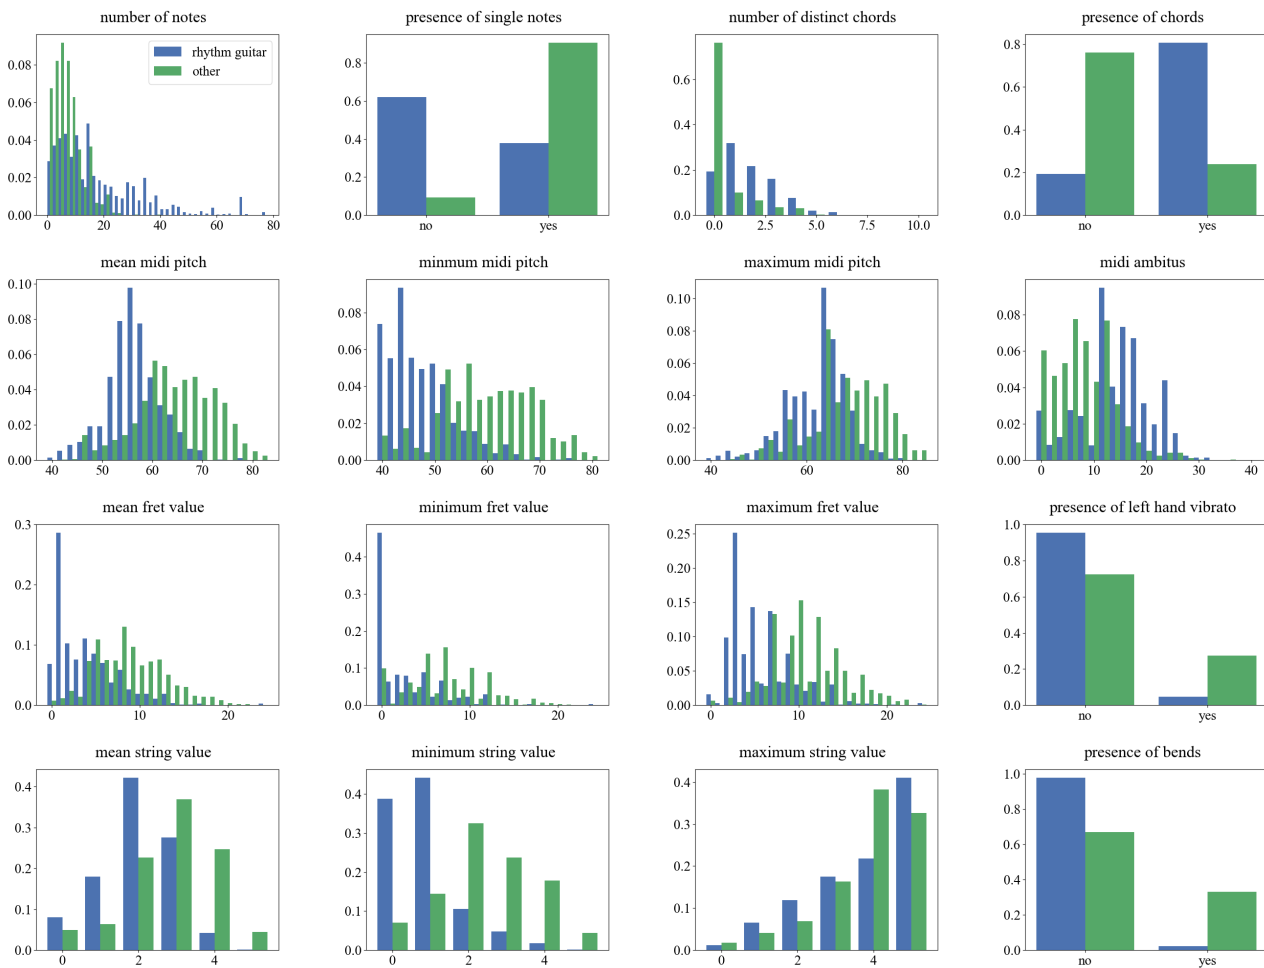 number of notes
presence of single notes
number of distinct chords
presence of chords
rhythm guitar
other
0.08
0.06
0.04
0.02
0.00
0 20 40 60 80
0.8
0.6
0.4
0.2
0.0
no yes
0.6
0.4
0.2
0.0
0.0 2.5 5.0 7.5 10.0
0.8
0.6
0.4
0.2
0.0
no yes
mean midi pitch
minmum midi pitch
maximum midi pitch
midi ambitus
0.10
0.08
0.06
0.04
0.02
0.00
40 60 80
0.08
0.06
0.04
0.02
0.00
40 50 60 70 80
0.10
0.08
0.06
0.04
0.02
0.00
40 60 80
0.08
0.06
0.04
0.02
0.00
0 10 20 30 40
mean fret value
minimum fret value
maximum fret value
presence of left hand vibrato
0.3
0.2
0.1
0.0
0 10 20
0.4
0.3
0.2
0.1
0.0
0 10 20
0.25
0.20
0.15
0.10
0.05
0.00
0 10 20
1.0
0.8
0.6
0.4
0.2
0.0
no yes
mean string value
minimum string value
maximum string value
presence of bends
0.4
0.3
0.2
0.1
0.0
0 2 4
0.4
0.3
0.2
0.1
0.0
0 2 4
0.4
0.3
0.2
0.1
0.0
0 2 4
1.0
0.8
0.6
0.4
0.2
0.0
no yes